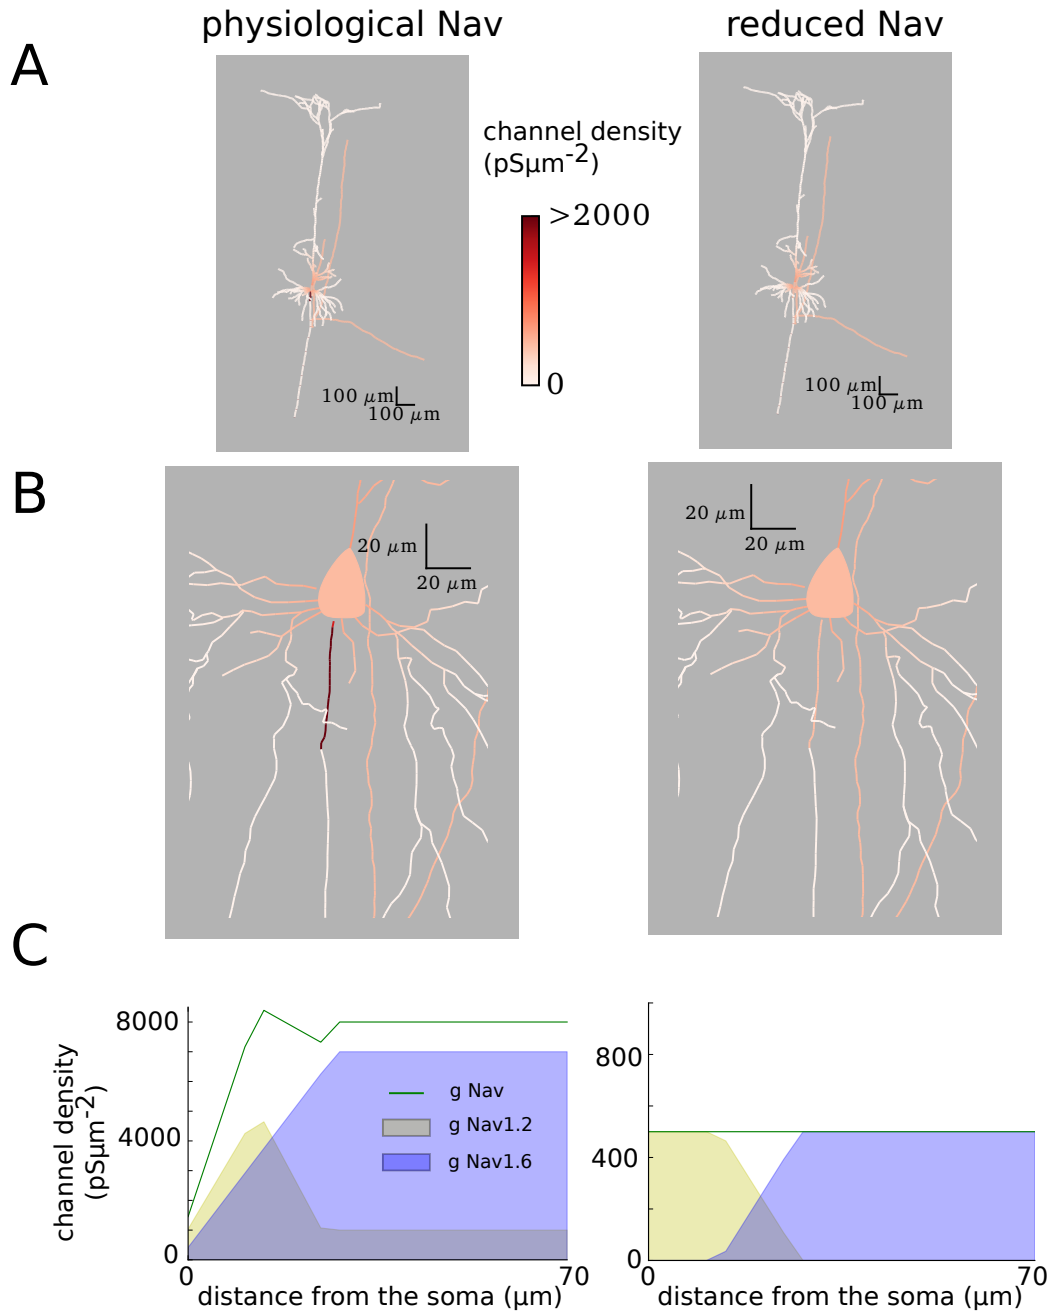 physiological Nav
reduced Nav
A
channel density
(pSμm-2)
>2000
0
100 μm
100 μm
100 μm
100 μm
B
20 μm
20 μm
20 μm
20 μm
C
channel density
(pSμm-2)
8000
4000
0
g Nav
g Nav1.2
g Nav1.6
0
70
distance from the soma (μm)
800
400
0
0
70
distance from the soma (μm)